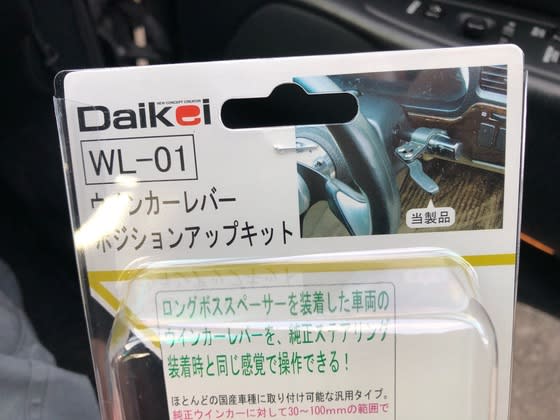 NEW CONCEPT CREATOR
Daikei
WL-01
ウインカーレバー
ポジションアップキット
当製品
ロングボススペーサーを装着した車両の
ウインカーレバーを、純正ステアリング
装着時と同じ感覚で操作できる!
ほとんどの国産車種に取り付け可能な汎用タイプ。
純正ウインカーに対して30〜100mmの範囲で